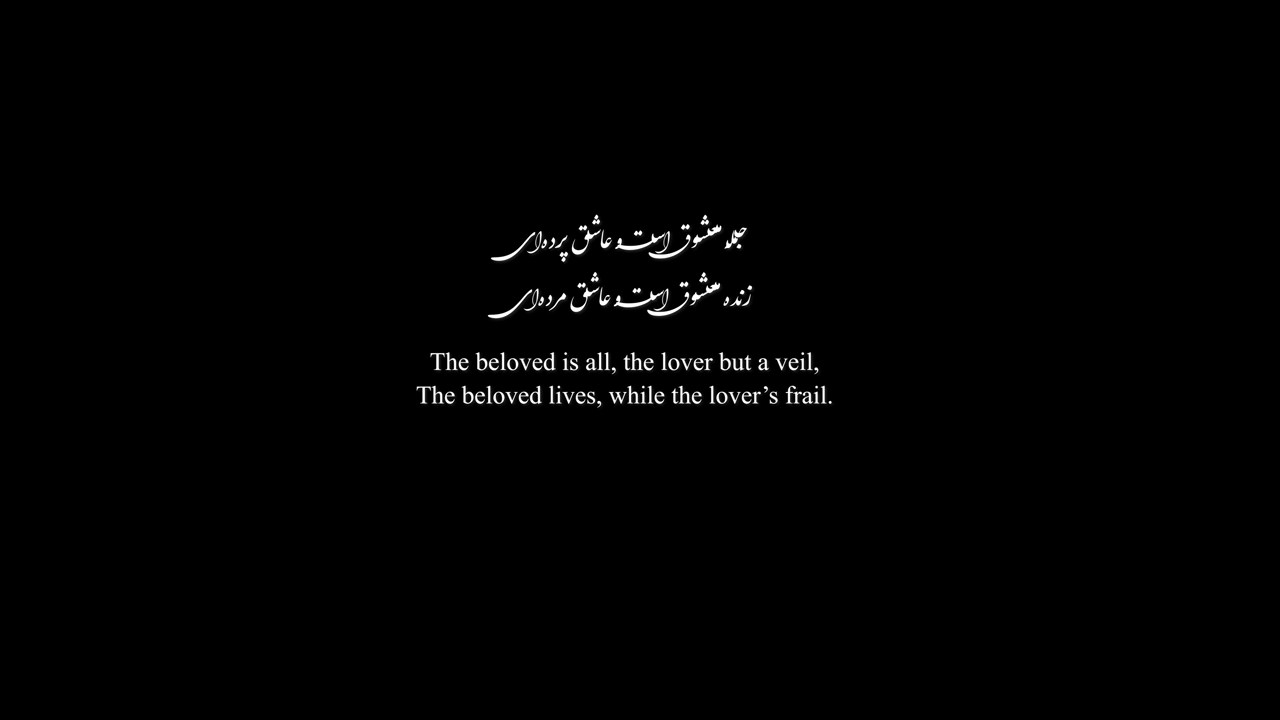 جمله معشوق است و عاشق پرده‌ای
زنده معشوق است و عاشق مرده‌ای
The beloved is all, the lover but a veil,
The beloved lives, while the lover’s frail.